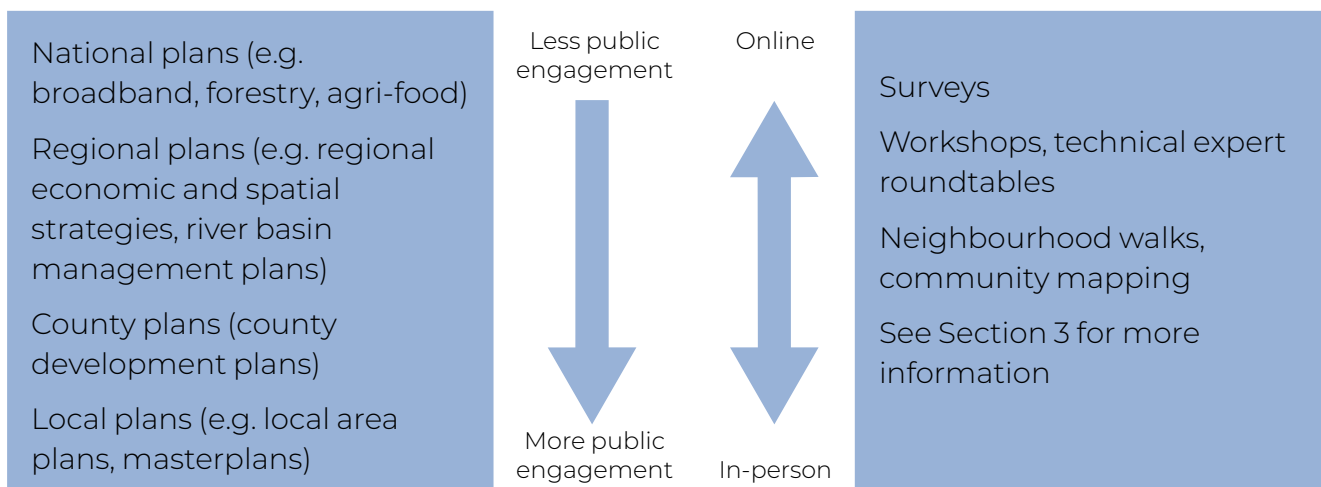 National plans (e.g.
broadband, forestry, agri-food)
Regional plans (e.g. regional
economic and spatial
strategies, river basin
management plans)
County plans (county
development plans)
Local plans (e.g. local area
plans, masterplans)
Less public
engagement
More public
engagement
Online
In-person
Surveys
Workshops, technical expert
roundtables
Neighbourhood walks,
community mapping
See Section 3 for more
information